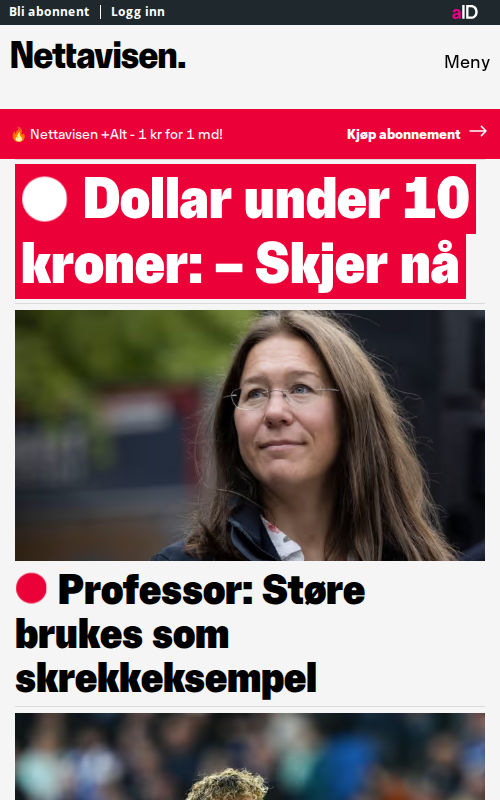 Bli abonnent | Logg inn aID
Nettavisen.
Meny
🔥 Nettavisen +Alt - 1 kr for 1 md! Kjøp abonnement →
Dollar under 10
kroner: – Skjer nå
Professor: Støre
brukes som
skrekkeksempel